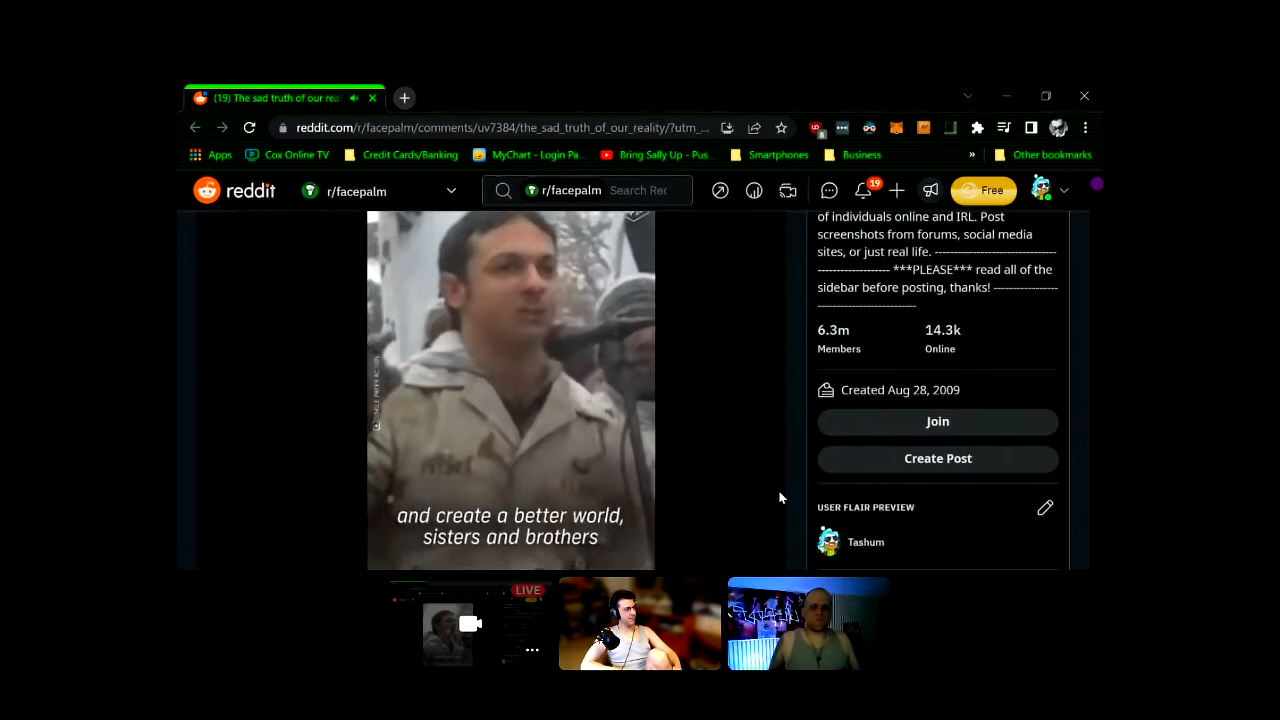 (19) The sad truth of our rea
reddit.com/r/facepalm/comments/uv7384/the_sad_truth_of_our_reality/?utm_...
Apps
Cox Online TV
Credit Cards/Banking
MyChart - Login Pa...
Bring Sally Up - Pus...
Smartphones
Business
»
Other bookmarks
reddit
r/facepalm
r/facepalm
Search Rec
19
Free
of individuals online and IRL. Post
screenshots from forums, social media
sites, or just real life. -----------------------------------
-------------------- ***PLEASE*** read all of the
sidebar before posting, thanks! ------------------
----------------------------
6.3m
14.3k
Members
Online
Created Aug 28, 2009
Join
Create Post
USER FLAIR PREVIEW
Tashum
and create a better world,
sisters and brothers
LIVE